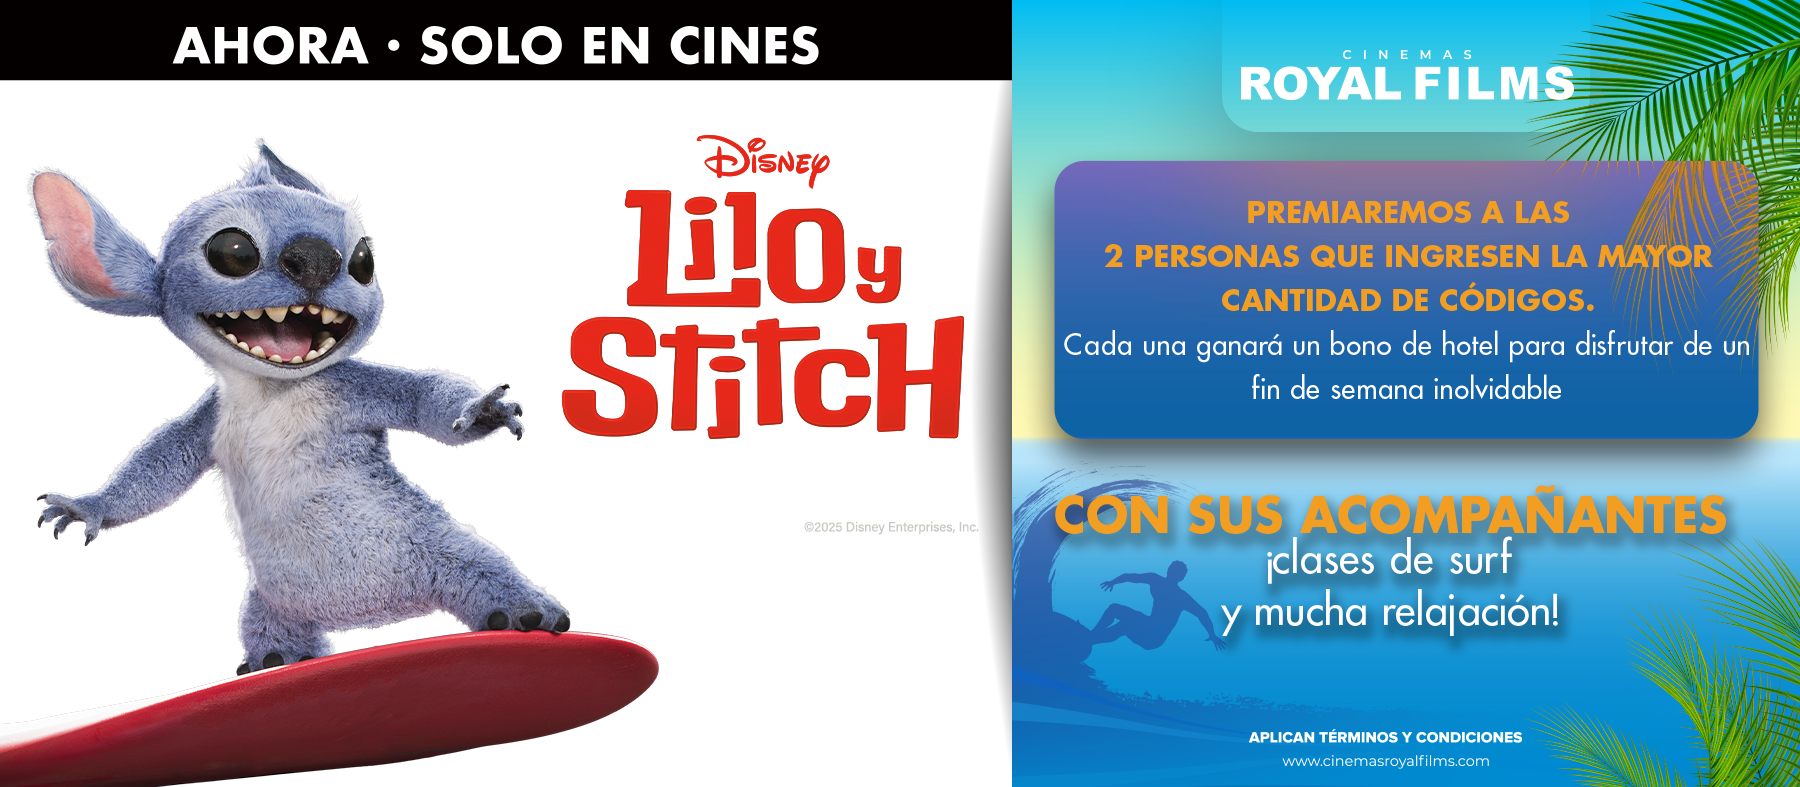 AHORA • SOLO EN CINES
Disney
Lilo y
Stitch
©2025 Disney Enterprises, Inc.
CINEMAS
ROYAL FILMS
PREMIAREMOS A LAS
2 PERSONAS QUE INGRESEN LA MAYOR
CANTIDAD DE CÓDIGOS.
Cada una ganará un bono de hotel para disfrutar de un
fin de semana inolvidable
CON SUS ACOMPAÑANTES
¡clases de surf
y mucha relajación!
APLICAN TÉRMINOS Y CONDICIONES
www.cinemasroyalfilms.com